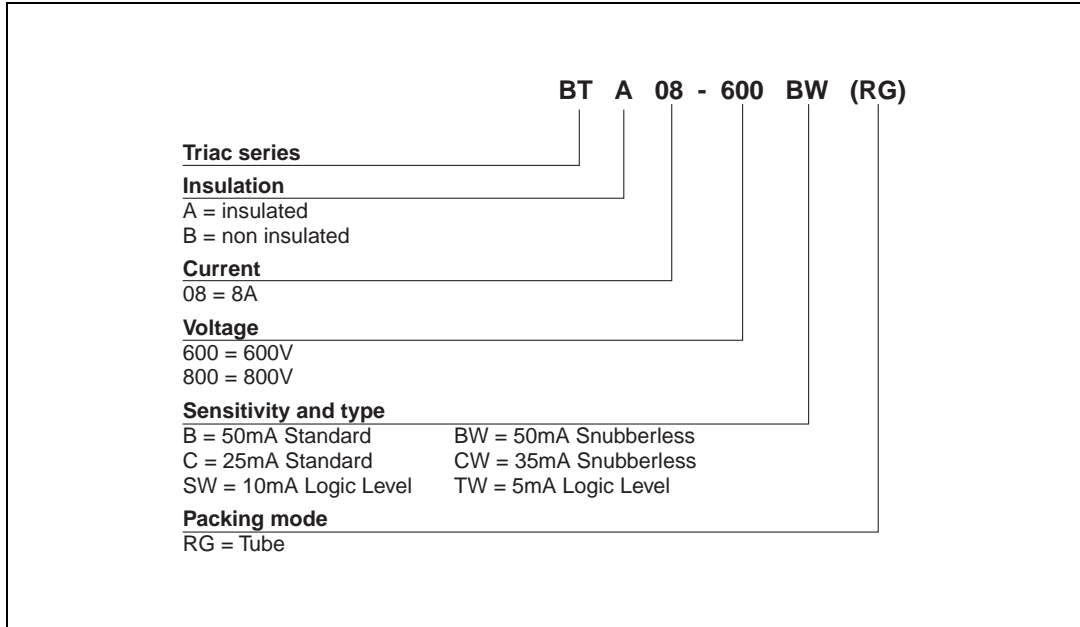 BT A 08 - 600 BW (RG)
Triac series
Insulation
A = insulated
B = non insulated
Current
08 = 8A
Voltage
600 = 600V
800 = 800V
Sensitivity and type
B = 50mA Standard BW = 50mA Snubberless
C = 25mA Standard CW = 35mA Snubberless
SW = 10mA Logic Level TW = 5mA Logic Level
Packing mode
RG = Tube